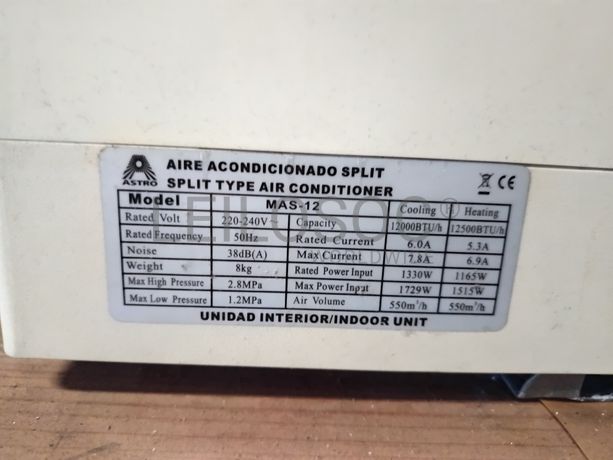 AIRE ACONDICIONADO SPLIT
ASTRO SPLIT TYPE AIR CONDITIONER
CE
Model MAS-12 Cooling Heating
Rated Volt 220-240V~ Capacity 12000BTU/h 12500BTU/h
Rated Frequency 50Hz Rated Current 6.0A 5.3A
Noise 38dB(A) Max Current 7.8A 6.9A
Weight 8kg Rated Power Input 1330W 1165W
Max High Pressure 2.8MPa Max Power Input 1729W 1515W
Max Low Pressure 1.2MPa Air Volume 550m³/h 550m³/h
UNIDAD INTERIOR/INDOOR UNIT
LEILOSOC®